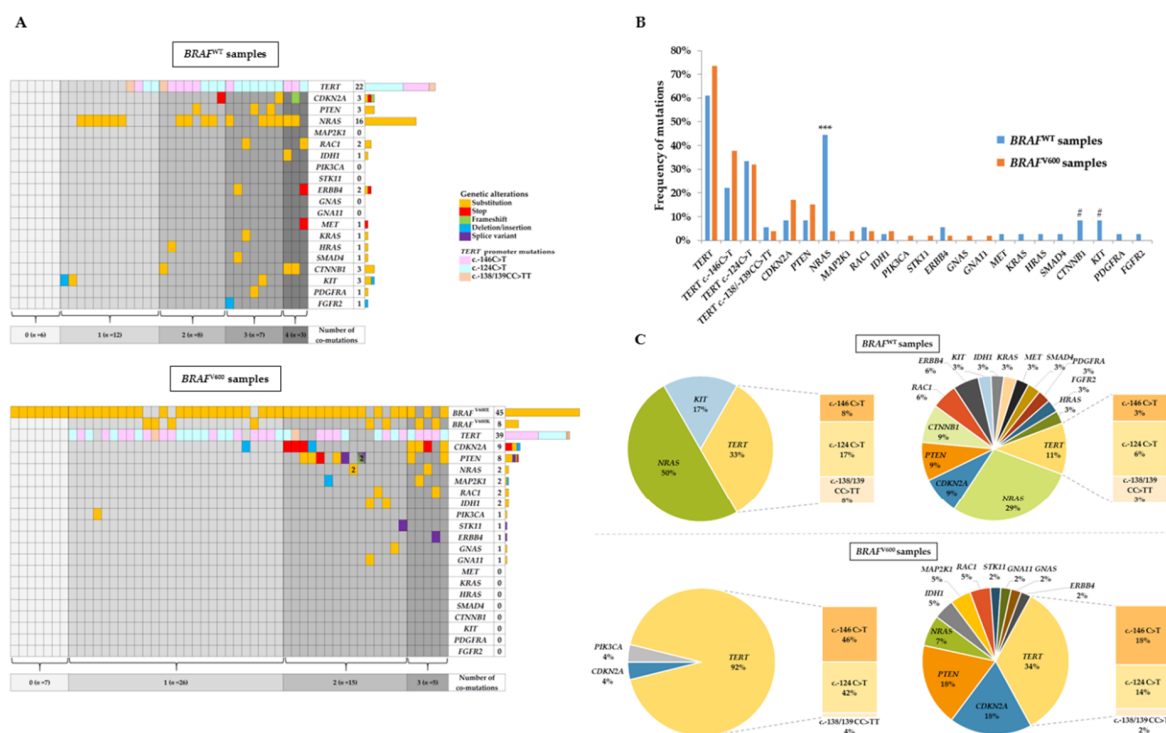 A
BRAFWT samples
TERT 22
CDKN2A 3
PTEN 3
NRAS 16
MAP2K1 0
RAC1 2
IDH1 1
PIK3CA 0
STK11 0
ERBB4 2
GNAS 0
GNA11 0
MET 1
KRAS 1
HRAS 1
SMAD4 1
CTNNB1 3
KIT 3
PDGFRA 1
FGFR2 1
0 (n =6) 1 (n =12) 2 (n =8) 3 (n =7) 4 (n =3) Number of
co-mutations
Genetic alterations
Substitution
Stop
Frameshift
Deletion/insertion
Splice variant
TERT promoter mutations
c.-146C>T
c.-124C>T
c.-138/139CC>TT
BRAFV600 samples
BRAF V600E 45
BRAF V600K 8
TERT 39
CDKN2A 9
2 PTEN 8
2 NRAS 2
MAP2K1 2
RAC1 2
IDH1 2
PIK3CA 1
STK11 1
ERBB4 1
GNAS 1
GNA11 1
MET 0
KRAS 0
HRAS 0
SMAD4 0
CTNNB1 0
KIT 0
PDGFRA 0
FGFR2 0
0 (n =7) 1 (n =26) 2 (n =15) 3 (n =5) Number of
co-mutations
B
Frequency of mutations
80%
70%
60%
50%
40%
30%
20%
10%
0%
***
#
#
BRAFWT samples
BRAFV600 samples
TERT
TERT c.-146C>T
TERT c.-124C>T
TERT c.-138/-139CC>TT
CDKN2A
PTEN
NRAS
MAP2K1
RAC1
IDH1
PIK3CA
STK11
ERBB4
GNAS
GNA11
MET
KRAS
HRAS
SMAD4
CTNNB1
KIT
PDGFRA
FGFR2
C
BRAFWT samples
KIT
17%
TERT
33%
NRAS
50%
c.-146 C>T
8%
c.-124 C>T
17%
c.-138/139
CC>TT
8%
ERBB4
6%
KIT
3%
IDH1
3%
KRAS
3%
MET
3%
SMAD4
3%
PDGFRA
3%
FGFR2
3%
HRAS
3%
RAC1
6%
CTNNB1
9%
PTEN
9%
CDKN2A
9%
NRAS
29%
TERT
11%
c.-146 C>T
3%
c.-124 C>T
6%
c.-138/139
CC>TT
3%
BRAFV600 samples
PIK3CA
4%
CDKN2A
4%
TERT
92%
c.-146 C>T
46%
c.-124 C>T
42%
c.-138/139 CC>TT
4%
MAP2K1
5%
RAC1
5%
STK11
2%
GNA11
2%
GNAS
2%
ERBB4
2%
IDH1
5%
NRAS
7%
PTEN
18%
CDKN2A
18%
TERT
34%
c.-146 C>T
18%
c.-124 C>T
14%
c.-138/139 CC>TT
2%